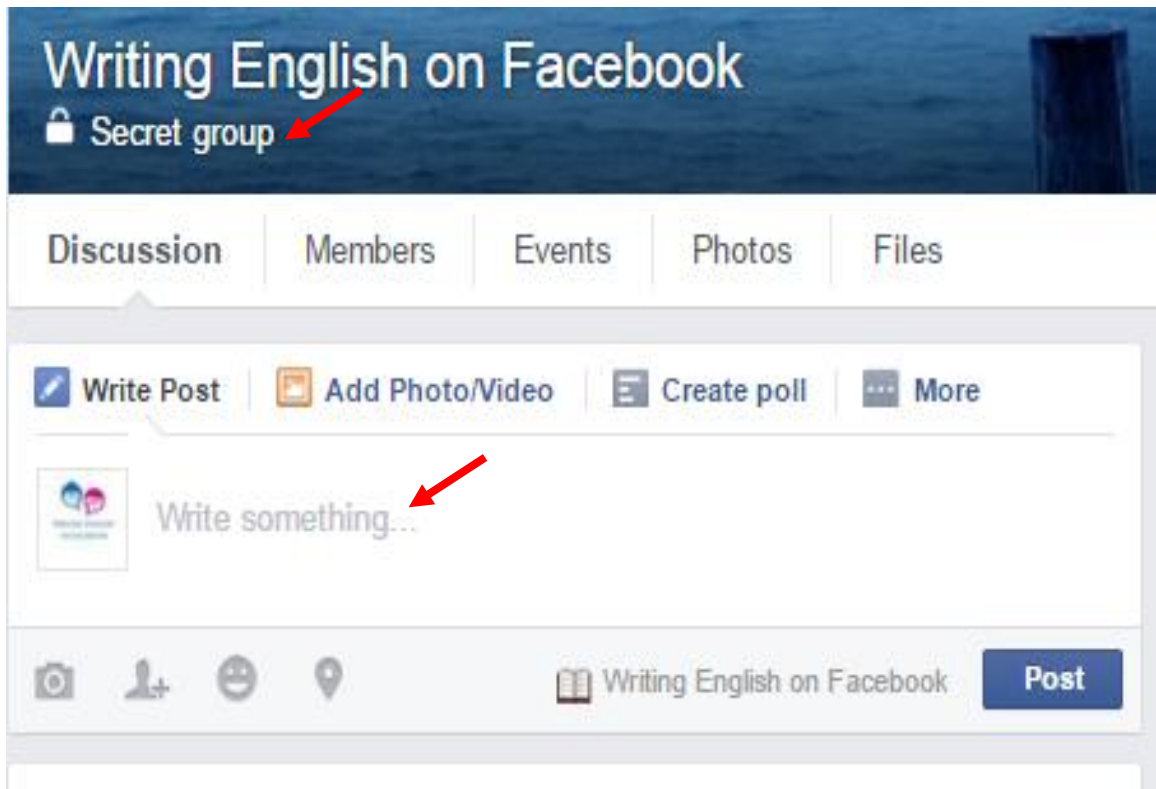 Writing English on Facebook
Secret group
Discussion Members Events Photos Files
Write Post Add Photo/Video Create poll More
Write something...
Writing English on Facebook Post